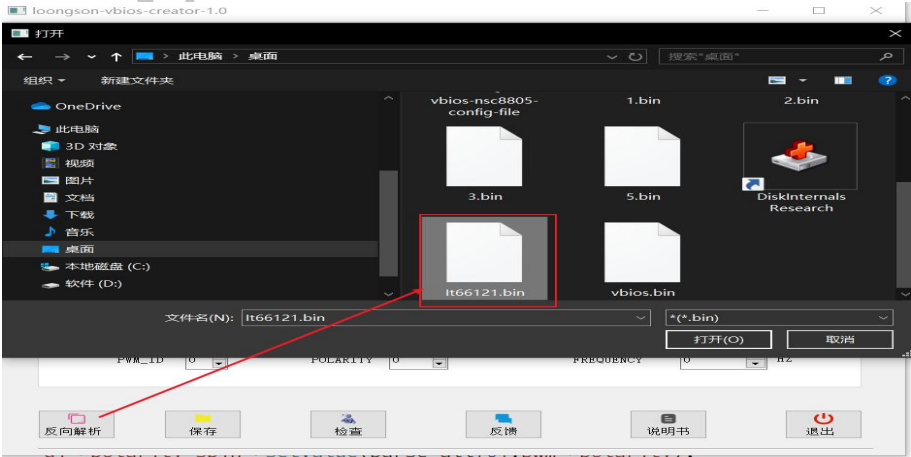 loongson-vbios-creator-1.0
打开
此电脑 > 桌面
搜索"桌面"
组织
新建文件夹
OneDrive
此电脑
3D 对象
视频
图片
文档
下载
音乐
桌面
本地磁盘 (C:)
软件 (D:)
vbios-nsc8805-
config-file
1.bin
2.bin
3.bin
5.bin
DiskInternals
Research
lt66121.bin
vbios.bin
文件名(N):
lt66121.bin
*(*.bin)
打开(O)
取消
PWM_ID 0
POLARITY 0
FREQUENCY 0 HZ
反向解析
保存
检查
反馈
说明书
退出